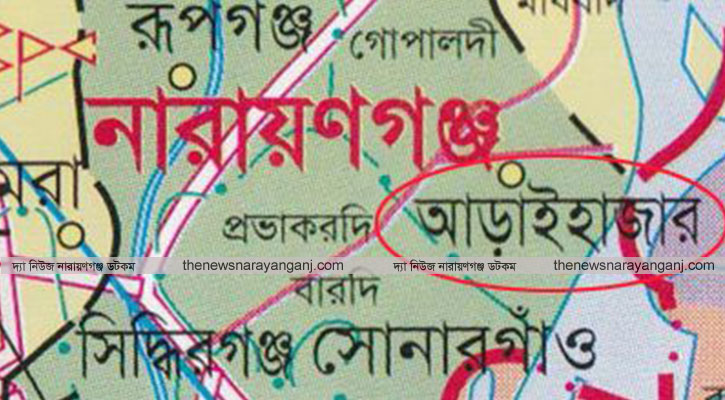 রূপগঞ্জ
গোপালদী
নারায়ণগঞ্জ
প্রভাকরদি
আড়াইহাজার
দ্যা নিউজ নারায়ণগঞ্জ ডটকম thenewsnarayanganj.com দ্যা নিউজ নারায়ণগঞ্জ ডটকম thenewsnarayanganj.com
বারদি
সিদ্ধিরগঞ্জ সোনারগাঁও